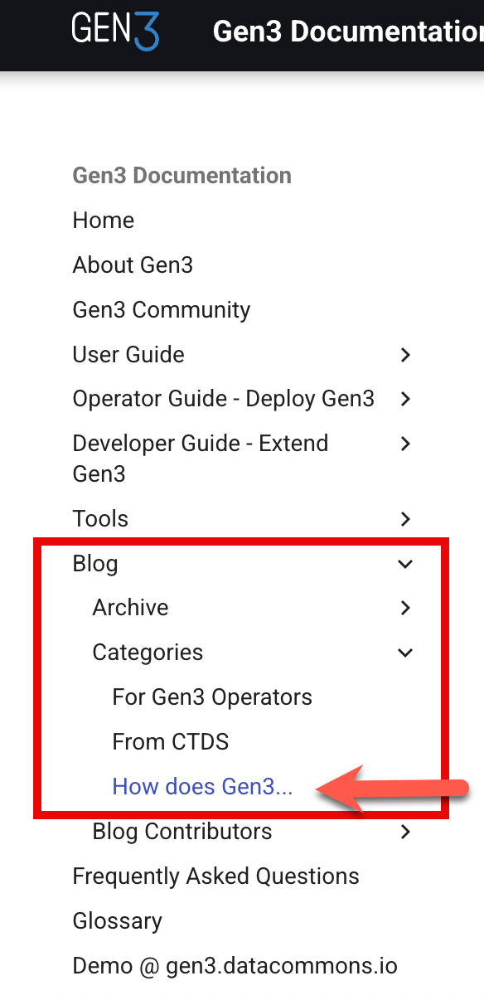 GEN3
Gen3 Documentation
Gen3 Documentation
Home
About Gen3
Gen3 Community
User Guide
Operator Guide - Deploy Gen3
Developer Guide - Extend
Gen3
Tools
Blog
Archive
Categories
For Gen3 Operators
From CTDS
How does Gen3...
Blog Contributors
Frequently Asked Questions
Glossary
Demo @ gen3.datacommons.io